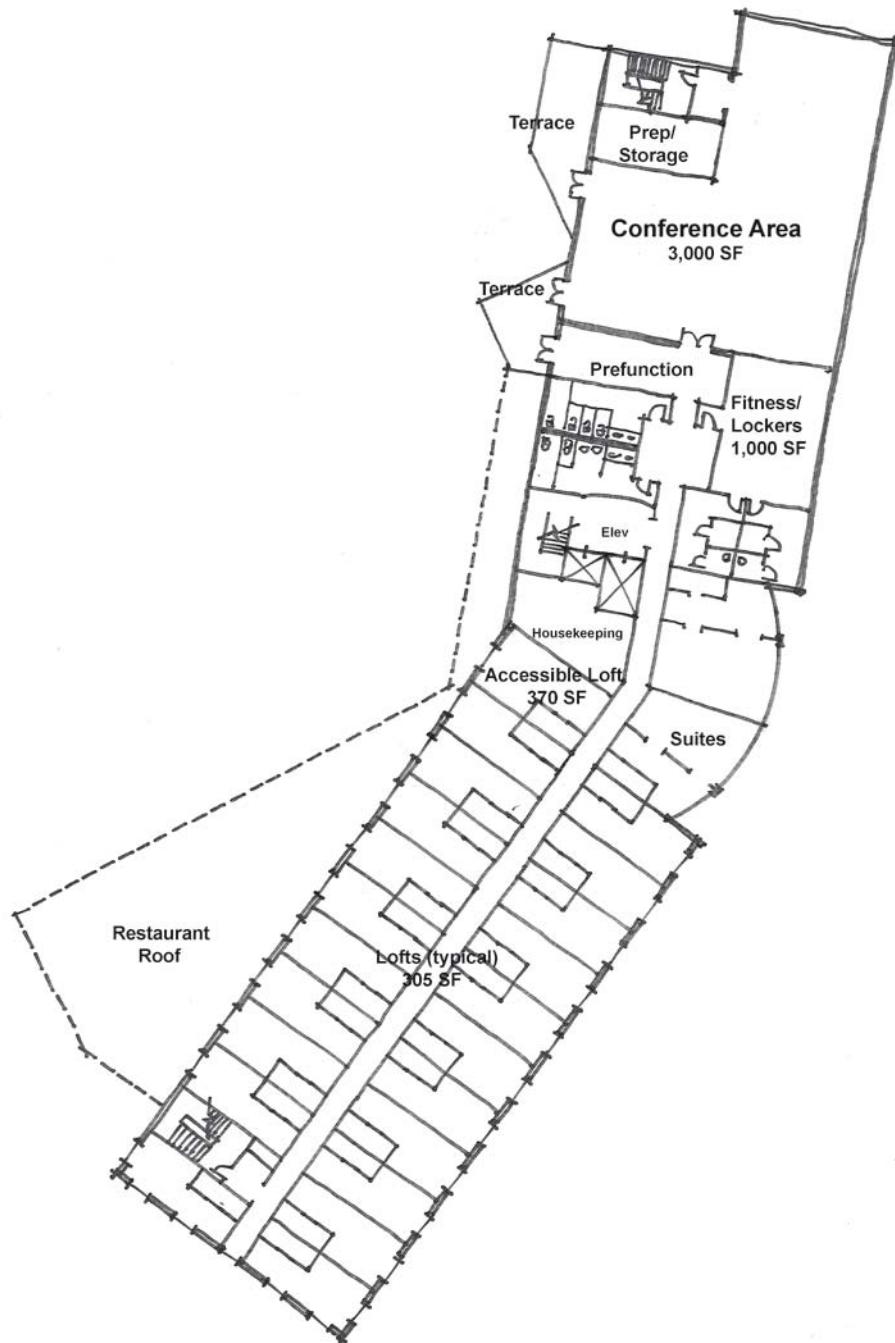 Terrace
Prep/
Storage
Conference Area
3,000 SF
Terrace
Prefunction
Fitness/
Lockers
1,000 SF
Elev
Housekeeping
Accessible Loft
370 SF
Suites
Restaurant
Roof
Lofts (typical)
305 SF